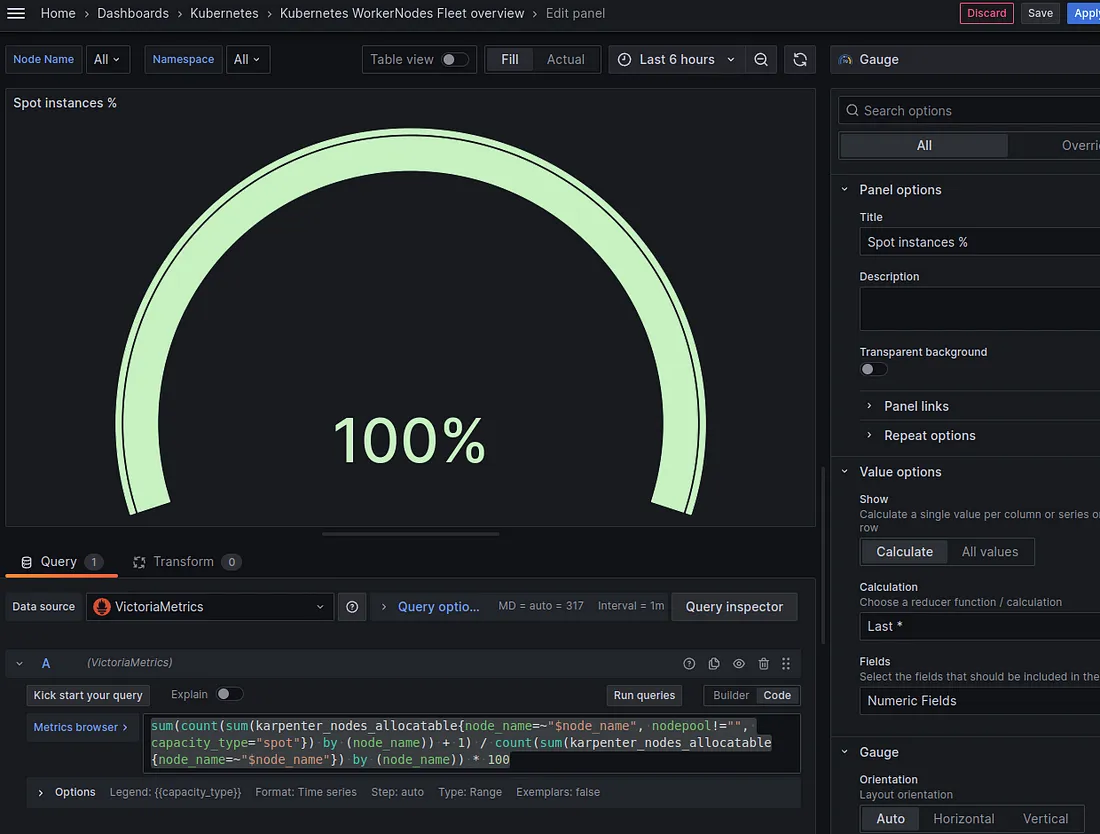 Home › Dashboards › Kubernetes › Kubernetes WorkerNodes Fleet overview › Edit panel
Discard Save Apply
Node Name All Namespace All
Table view Fill Actual Last 6 hours
Gauge
Spot instances %
100%
Search options
All Overri
Panel options
Title
Spot instances %
Description
Transparent background
Panel links
Repeat options
Value options
Show
Calculate a single value per column or series o
row
Calculate All values
Calculation
Choose a reducer function / calculation
Last *
Fields
Select the fields that should be included in the
Numeric Fields
Gauge
Orientation
Layout orientation
Auto Horizontal Vertical
Query 1 Transform 0
Data source VictoriaMetrics Query optio... MD = auto = 317 Interval = 1m Query inspector
A (VictoriaMetrics)
Kick start your query Explain Run queries Builder Code
Metrics browser ›
sum(count(sum(karpenter_nodes_allocatable{node_name=~"$node_name", nodepool!="",
capacity_type="spot"}) by (node_name)) + 1) / count(sum(karpenter_nodes_allocatable
{node_name=~"$node_name"}) by (node_name)) * 100
Options Legend: {{capacity_type}} Format: Time series Step: auto Type: Range Exemplars: false